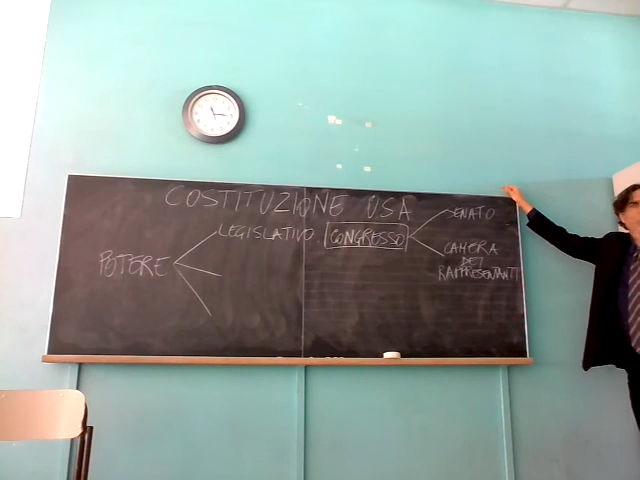 COSTITUZIONE USA
POTERE
LEGISLATIVO
CONGRESSO
SENATO
CAMERA
DEI
RAPPRESENTANTI